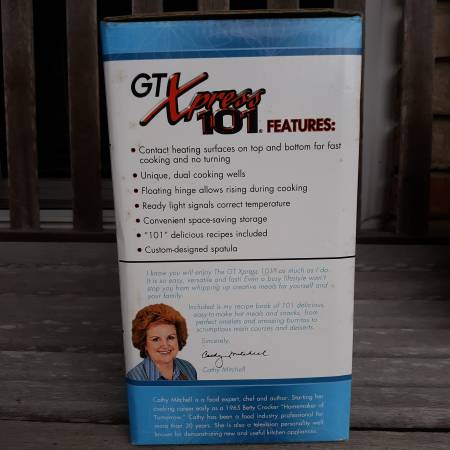 GT Xpress
101® FEATURES:
• Contact heating surfaces on top and bottom for fast
cooking and no turning
• Unique, dual cooking wells
• Floating hinge allows rising during cooking
• Ready light signals correct temperature
• Convenient space-saving storage
• "101" delicious recipes included
• Custom-designed spatula
I know you will enjoy The GT Xpress 101® as much as I do.
It is so easy, versatile and fast! Even a busy lifestyle won't
stop you from whipping up creative meals for yourself and
your family.
Included is my recipe book of 101 delicious,
easy-to-make hot meals and snacks, from
perfect omelets and amazing burritos to
scrumptious main courses and desserts.
Sincerely,
Cathy Mitchell
Cathy Mitchell
Cathy Mitchell is a food expert, chef and author. Starting her
cooking career early as a 1965 Betty Crocker "Homemaker of
Tomorrow," Cathy has been a food industry professional for
more than 20 years. She is also a television personality well
known for demonstrating new and useful kitchen appliances.